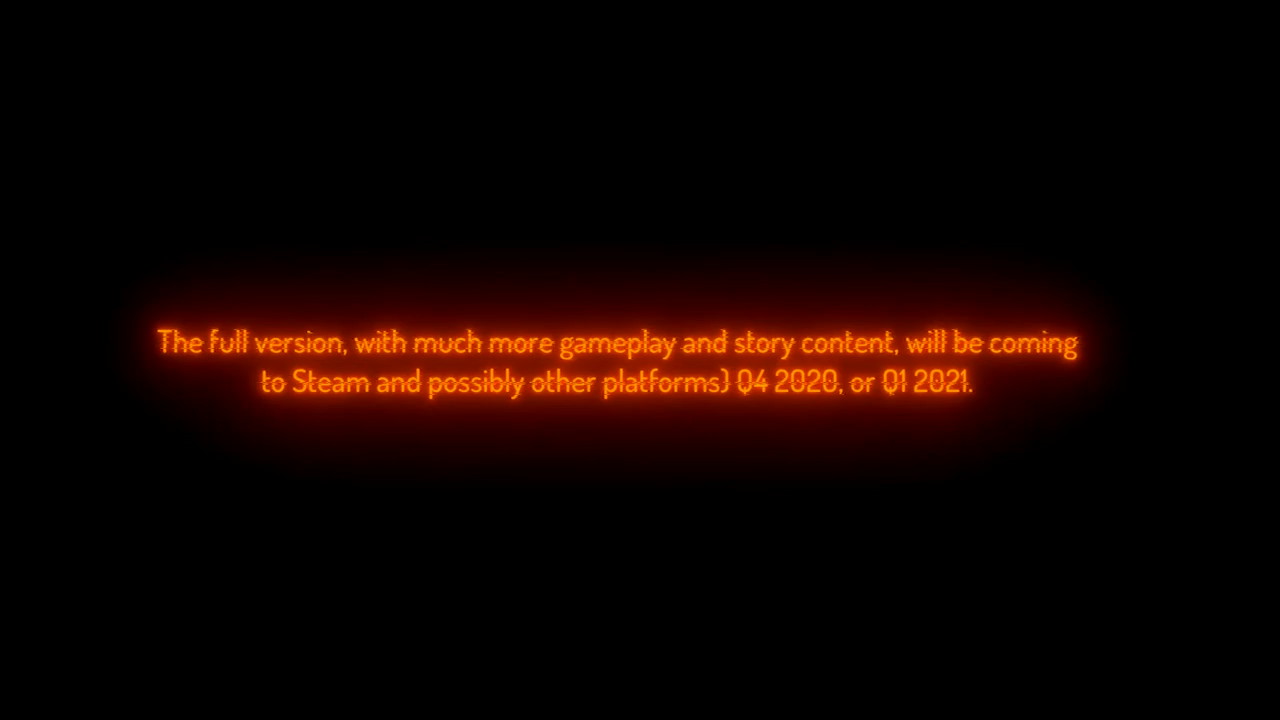 The full version, with much more gameplay and story content, will be coming
to Steam and possibly other platforms) Q4 2020, or Q1 2021.